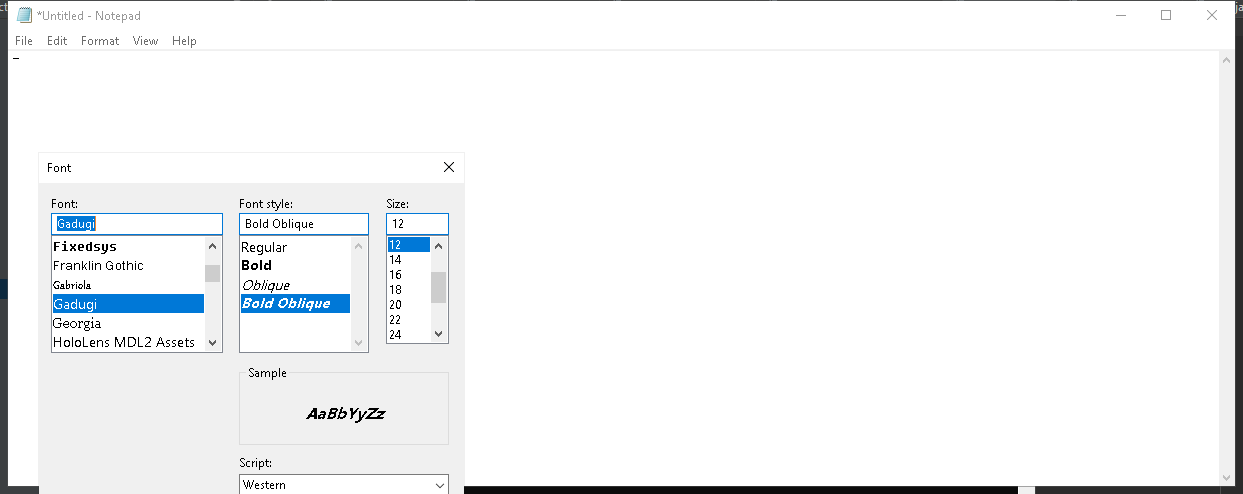 *Untitled - Notepad
File Edit Format View Help
Font
Font: Font style: Size:
Gadugi Bold Oblique 12
Fixedsys
Franklin Gothic
Gabriola
Gadugi
Georgia
HoloLens MDL2 Assets
Regular
Bold
Oblique
Bold Oblique
12
14
16
18
20
22
24
Sample
AaBbYyZz
Script:
Western